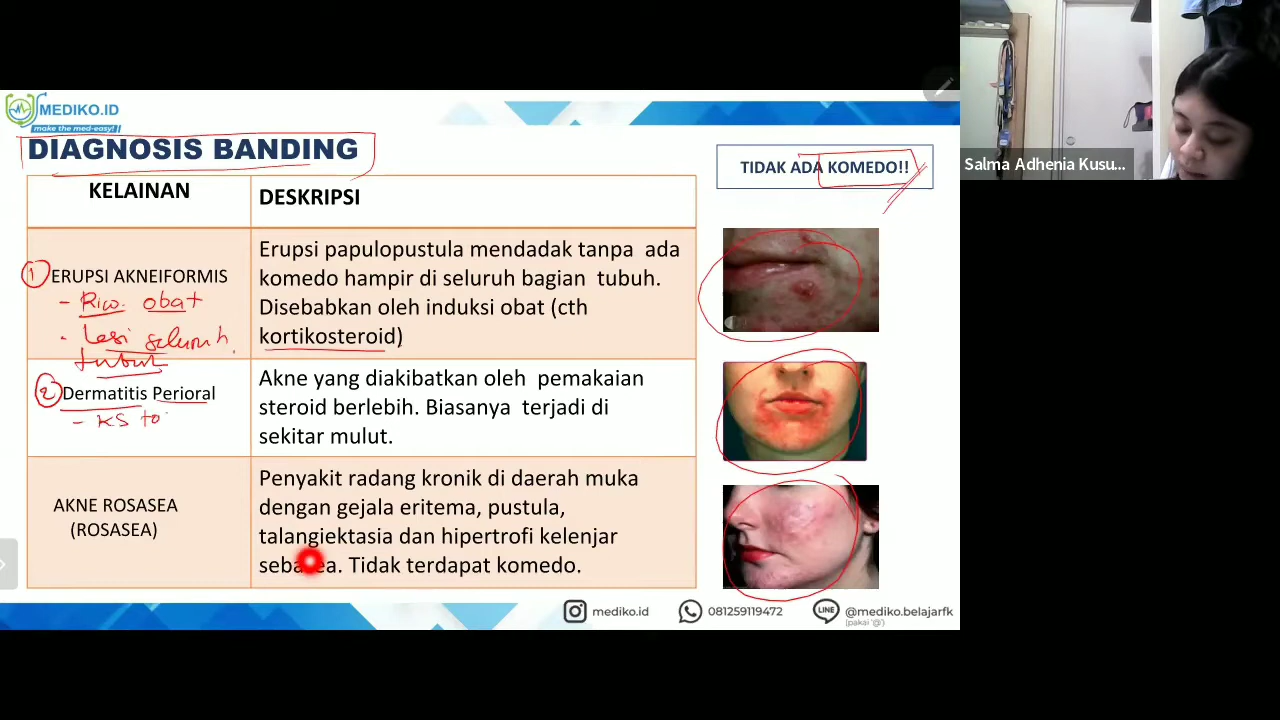 MEDIKO.ID
make the med-easy!
DIAGNOSIS BANDING
TIDAK ADA KOMEDO!!
Salma Adhenia Kusu...
KELAINAN
DESKRIPSI
1
ERUPSI AKNEIFORMIS
- Riw. obat
- Lesi seluruh
tubuh
Erupsi papulopustula mendadak tanpa ada
komedo hampir di seluruh bagian tubuh.
Disebabkan oleh induksi obat (cth
kortikosteroid)
2
Dermatitis Perioral
- KS to
Akne yang diakibatkan oleh pemakaian
steroid berlebih. Biasanya terjadi di
sekitar mulut.
AKNE ROSASEA
(ROSASEA)
Penyakit radang kronik di daerah muka
dengan gejala eritema, pustula,
talangiektasia dan hipertrofi kelenjar
sebasea. Tidak terdapat komedo.
mediko.id
081259119472
LINE
@mediko.belajarfk
(pakai '@')